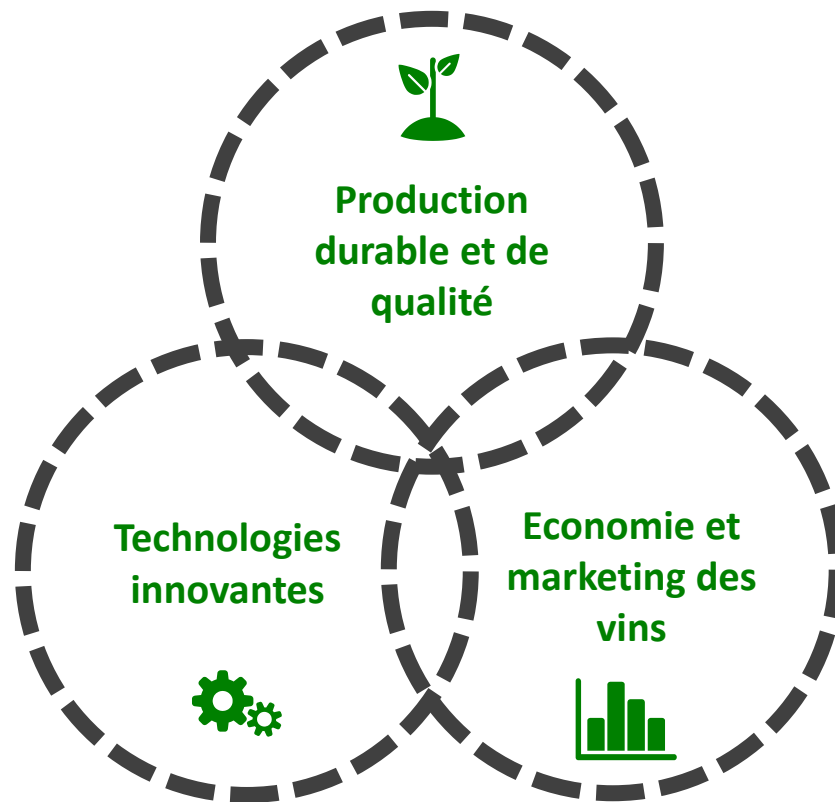 Production
durable et de
qualité
Technologies
innovantes
Economie et
marketing des
vins